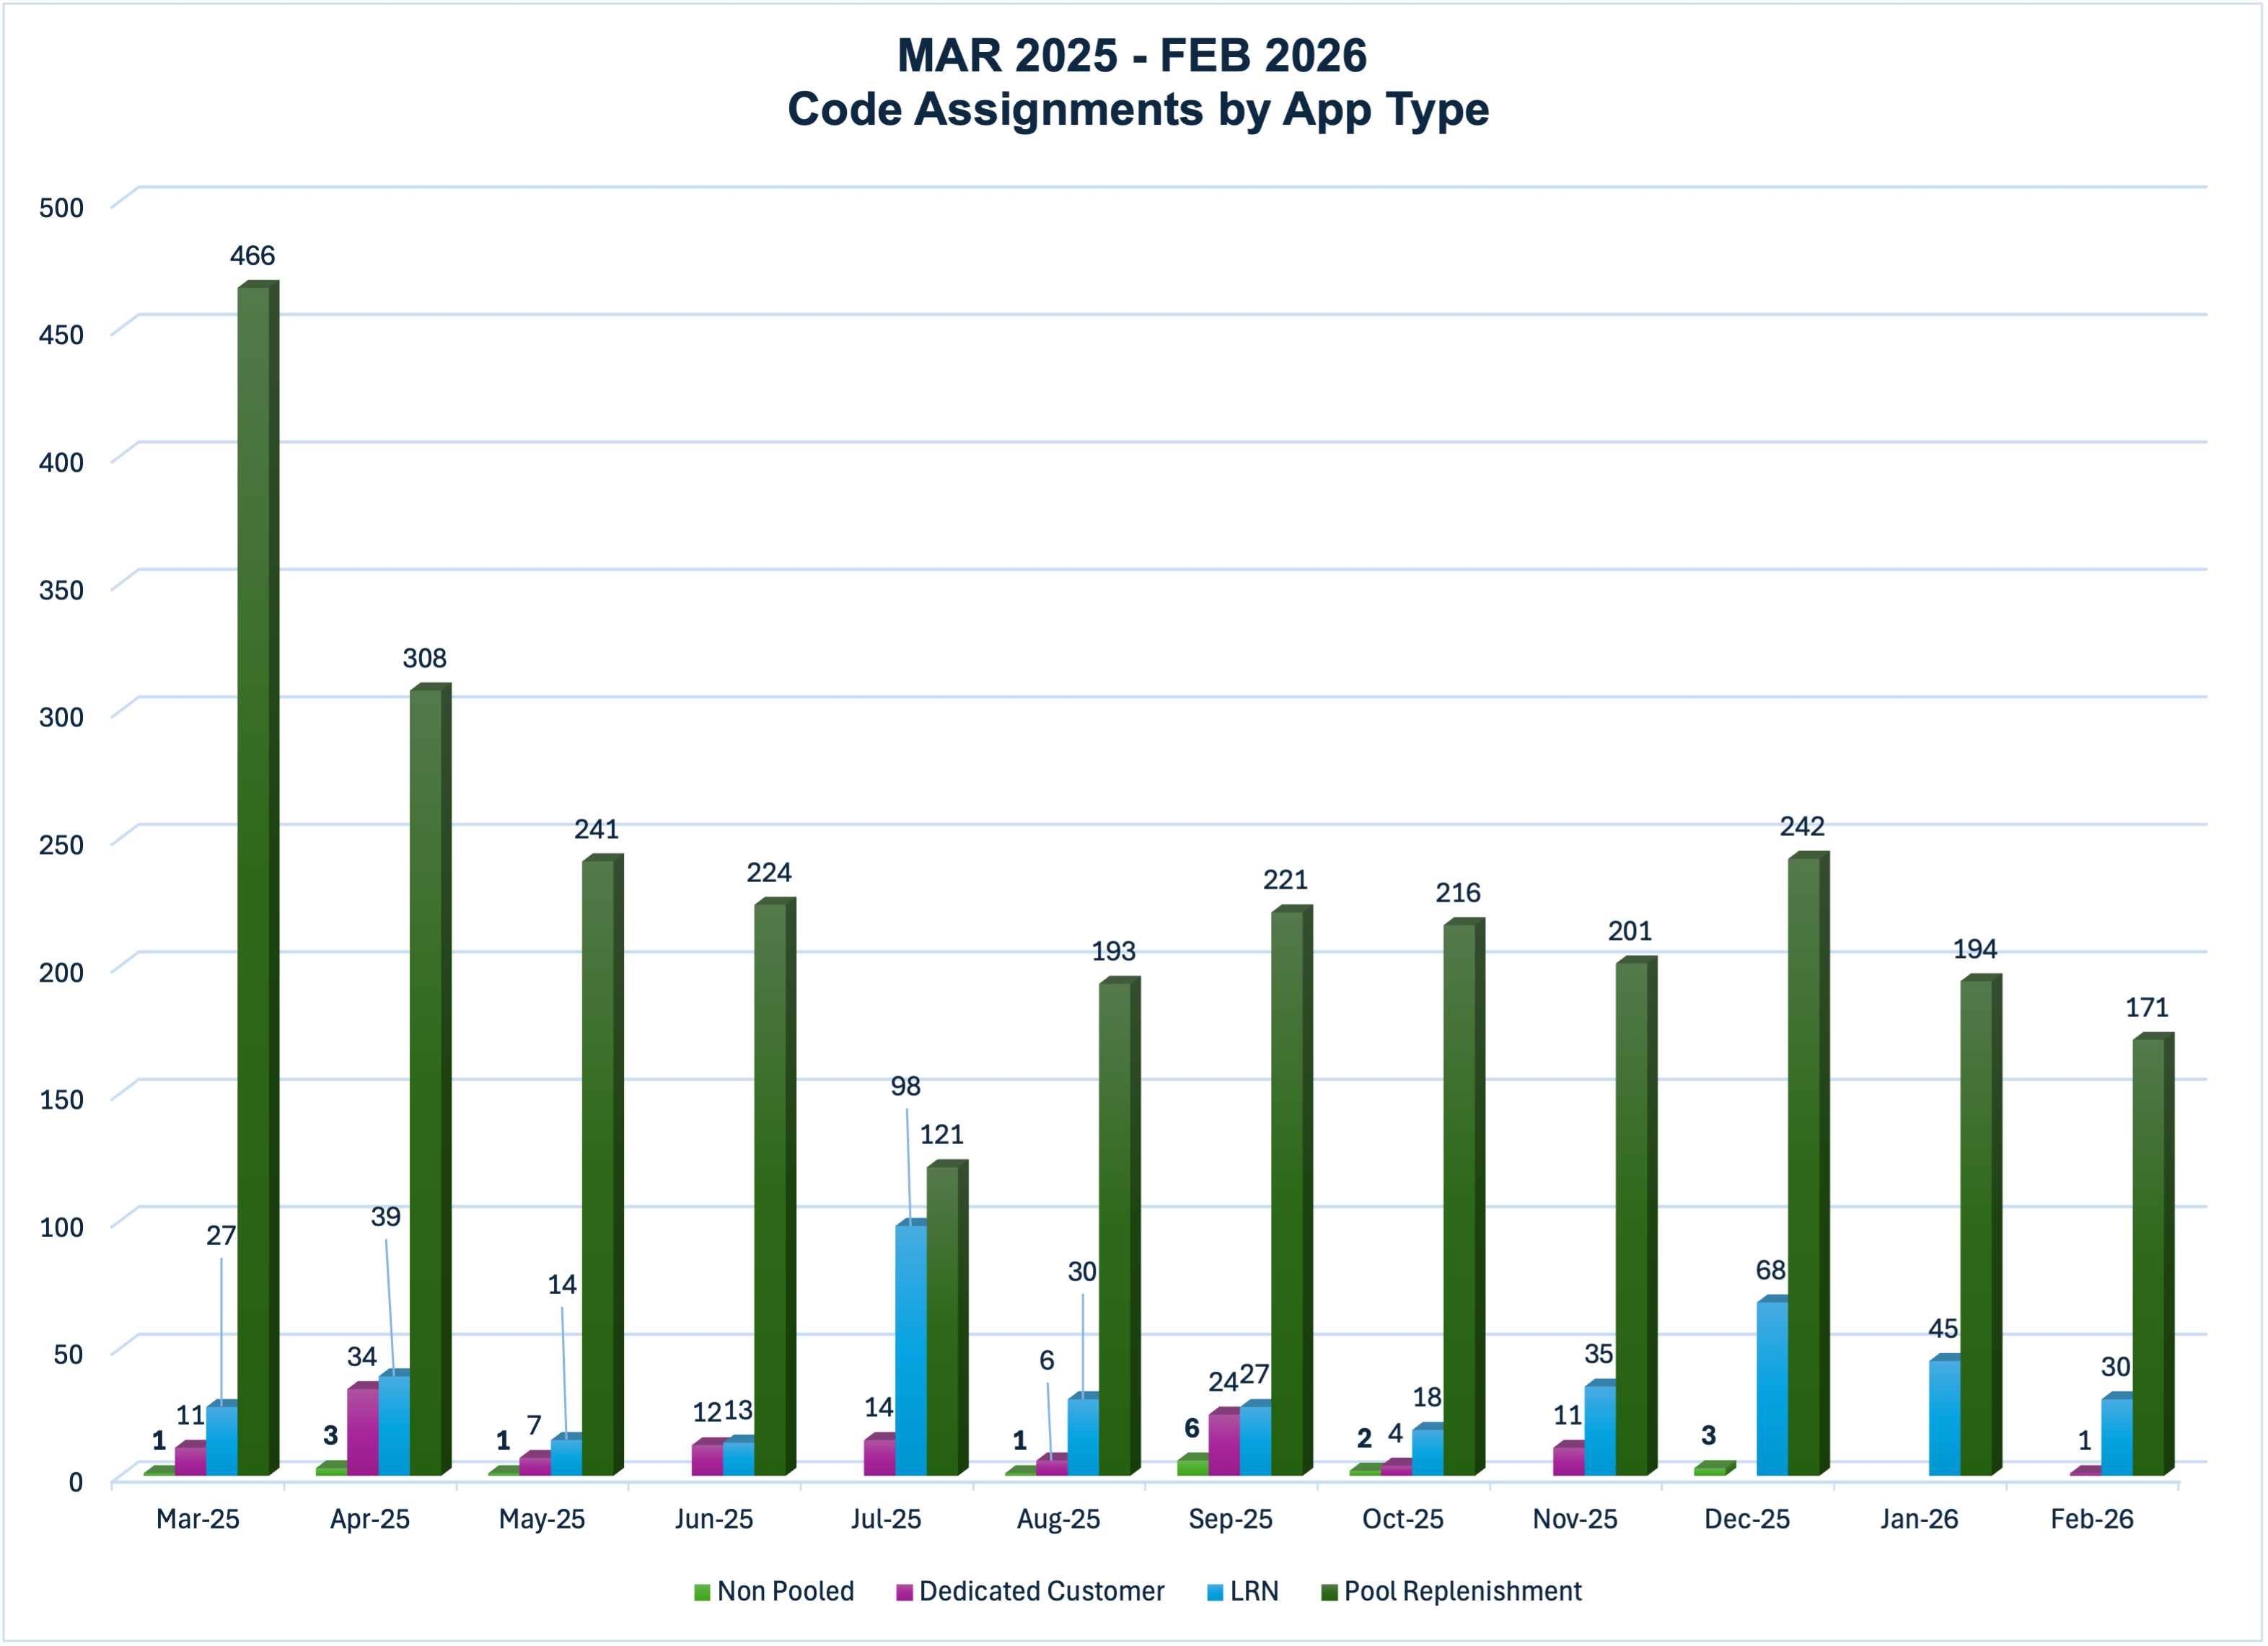 MAR 2025 - FEB 2026
Code Assignments by App Type
500
450
400
350
300
250
200
150
100
50
0
1
11
27
466
3
34
39
308
1
7
14
241
12
13
224
14
98
121
1
6
30
193
6
24
27
221
2
4
18
216
11
35
201
3
68
242
45
194
1
30
171
Mar-25
Apr-25
May-25
Jun-25
Jul-25
Aug-25
Sep-25
Oct-25
Nov-25
Dec-25
Jan-26
Feb-26
Non Pooled
Dedicated Customer
LRN
Pool Replenishment